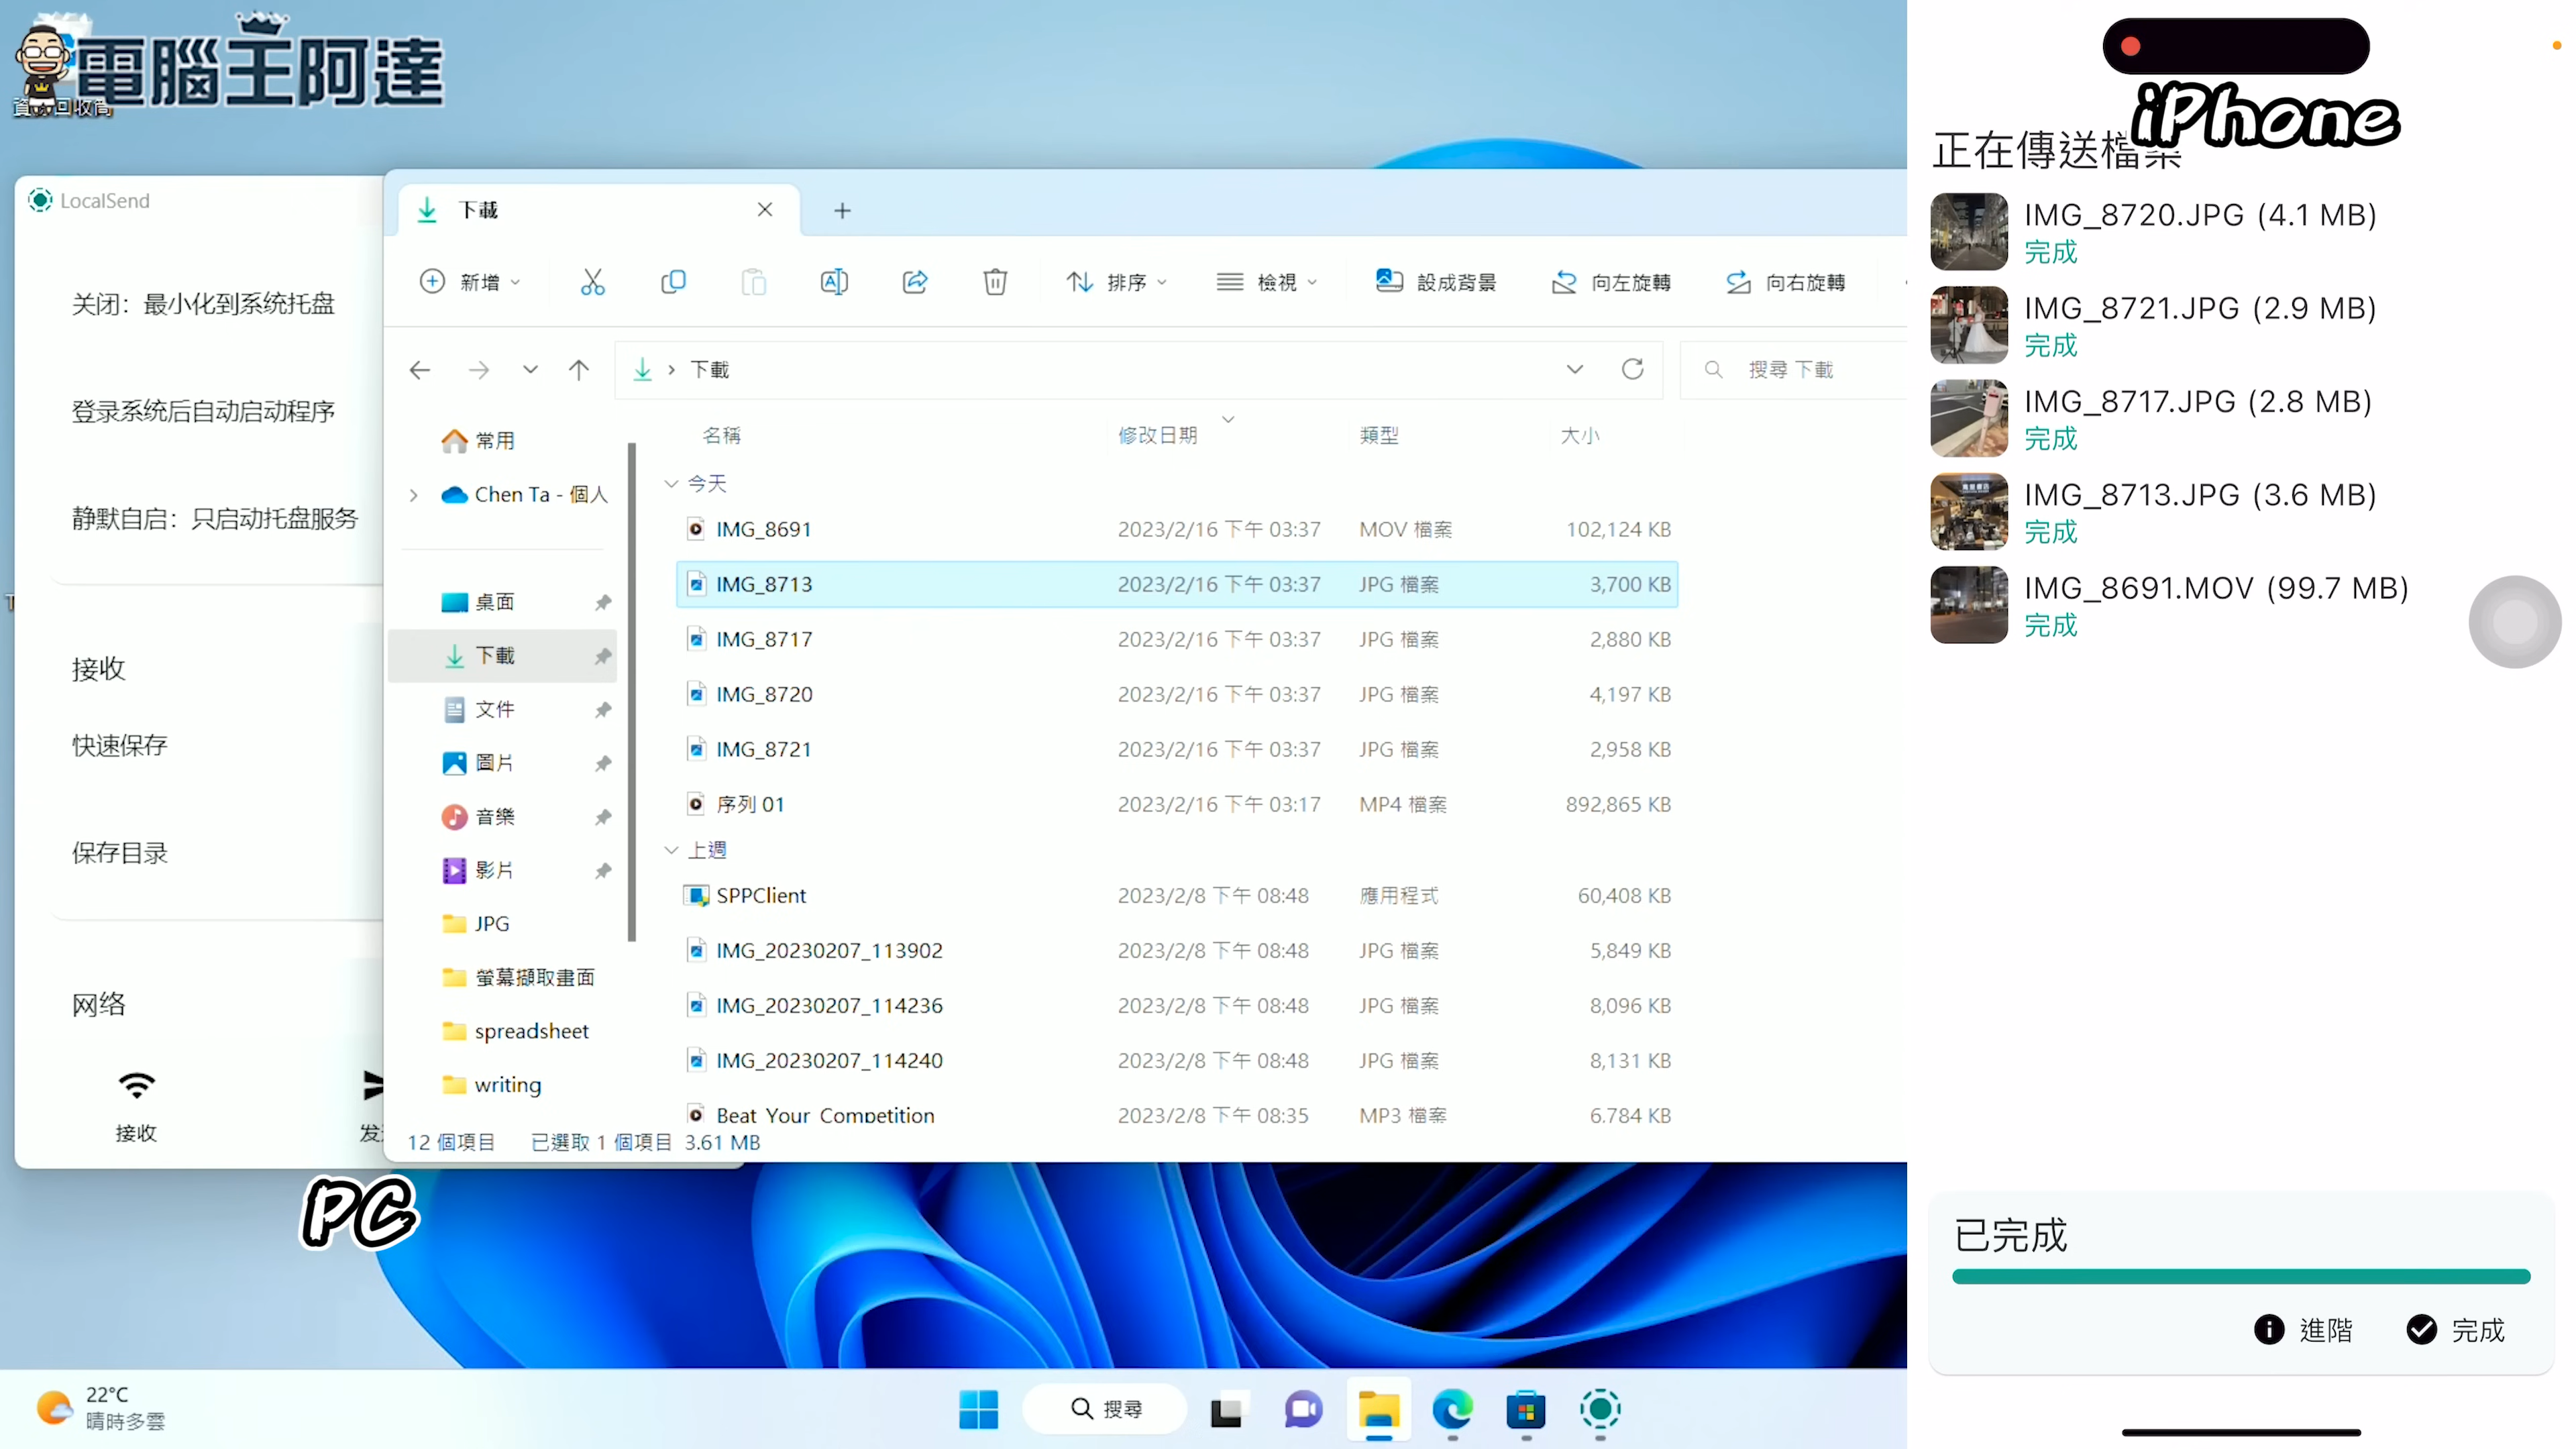 電腦王阿達
LocalSend
关闭：最小化到系统托盘
登录系统后自动启动程序
静默自启：只启动托盘服务
接收
快速保存
保存目录
网络
接收
下載
新增
排序
檢視
設成背景
向左旋轉
向右旋轉
下載
搜尋 下載
常用
Chen Ta - 個人
桌面
下載
文件
圖片
音樂
影片
JPG
螢幕擷取畫面
spreadsheet
writing
名稱 修改日期 類型 大小
今天
IMG_8691 2023/2/16 下午 03:37 MOV 檔案 102,124 KB
IMG_8713 2023/2/16 下午 03:37 JPG 檔案 3,700 KB
IMG_8717 2023/2/16 下午 03:37 JPG 檔案 2,880 KB
IMG_8720 2023/2/16 下午 03:37 JPG 檔案 4,197 KB
IMG_8721 2023/2/16 下午 03:37 JPG 檔案 2,958 KB
序列 01 2023/2/16 下午 03:17 MP4 檔案 892,865 KB
上週
SPPClient 2023/2/8 下午 08:48 應用程式 60,408 KB
IMG_20230207_113902 2023/2/8 下午 08:48 JPG 檔案 5,849 KB
IMG_20230207_114236 2023/2/8 下午 08:48 JPG 檔案 8,096 KB
IMG_20230207_114240 2023/2/8 下午 08:48 JPG 檔案 8,131 KB
Beat_Your_Competition 2023/2/8 下午 08:35 MP3 檔案 6,784 KB
12 個項目 已選取 1 個項目 3.61 MB
PC
22°C
晴時多雲
搜尋
iPhone
正在傳送檔案
IMG_8720.JPG (4.1 MB)
完成
IMG_8721.JPG (2.9 MB)
完成
IMG_8717.JPG (2.8 MB)
完成
IMG_8713.JPG (3.6 MB)
完成
IMG_8691.MOV (99.7 MB)
完成
已完成
進階
完成